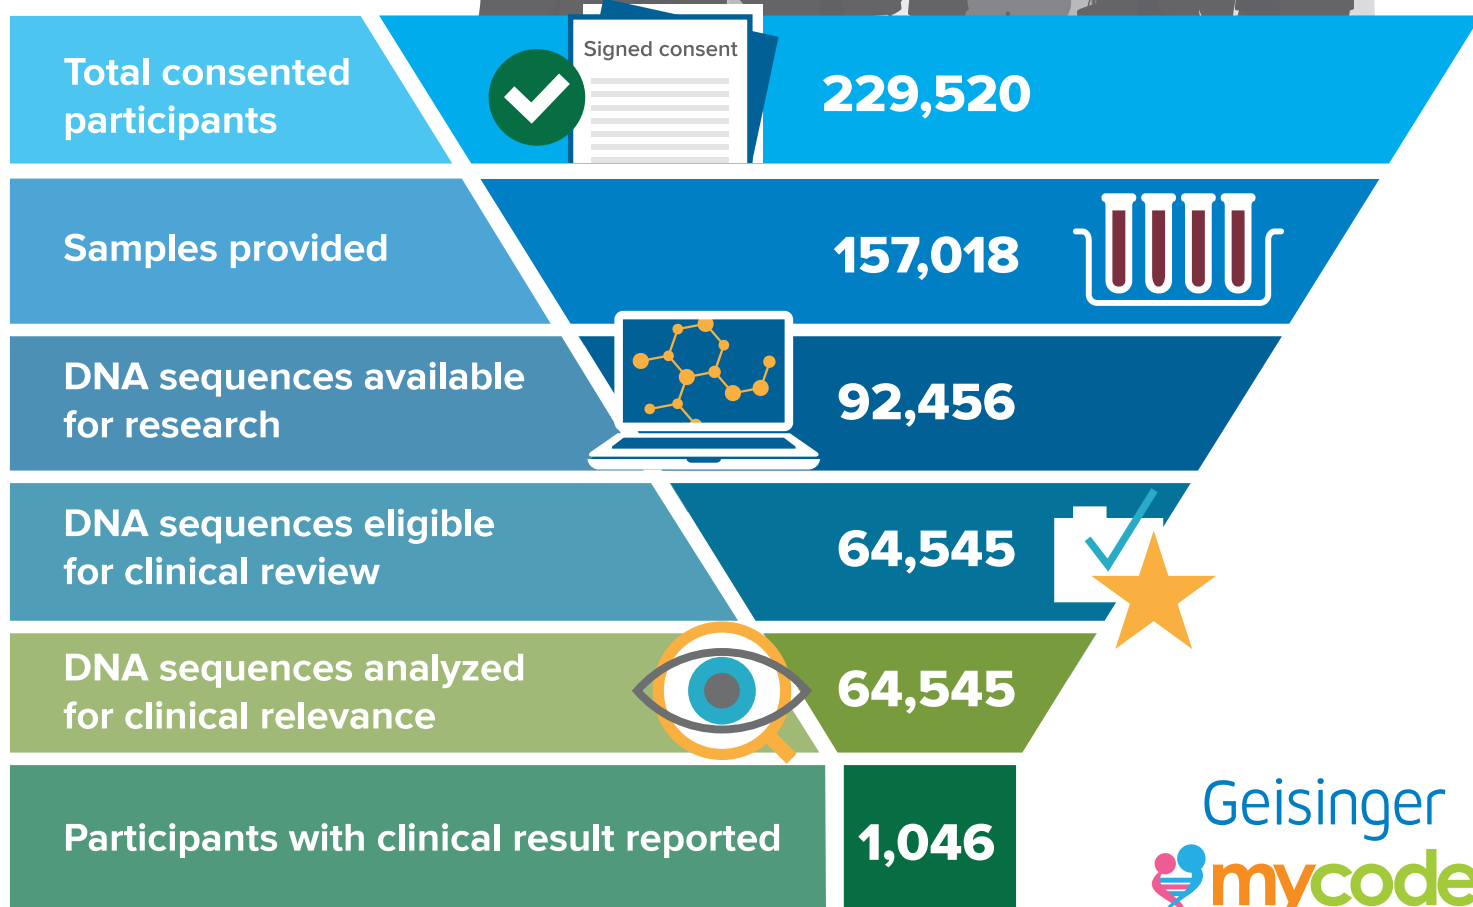 Total consented
participants
Signed consent
229,520
Samples provided
157,018
DNA sequences available
for research
92,456
DNA sequences eligible
for clinical review
64,545
DNA sequences analyzed
for clinical relevance
64,545
Participants with clinical result reported
1,046
Geisinger
mycode